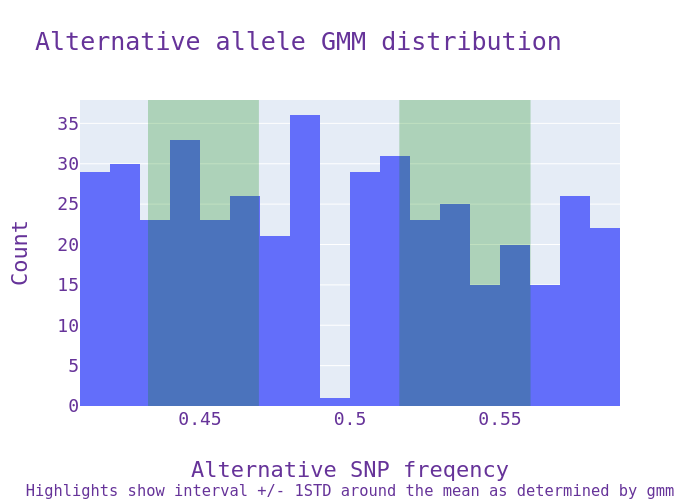 Alternative allele GMM distribution
35
30
25
20
15
10
5
0
Count
0.45 0.5 0.55
Alternative SNP freqency
Highlights show interval +/- 1STD around the mean as determined by gmm